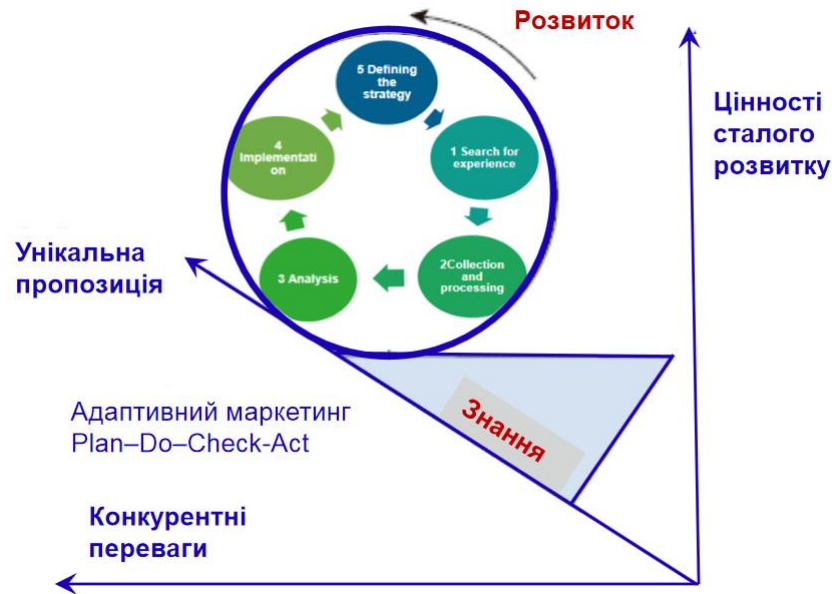 Розвиток
5 Defining
the
strategy
1 Search for
experience
2Collection
and
processing
3 Analysis
4
Implementati
on
Цінності
сталого
розвитку
Унікальна
пропозиція
Адаптивний маркетинг
Plan–Do–Check-Act
Знання
Конкурентні
переваги